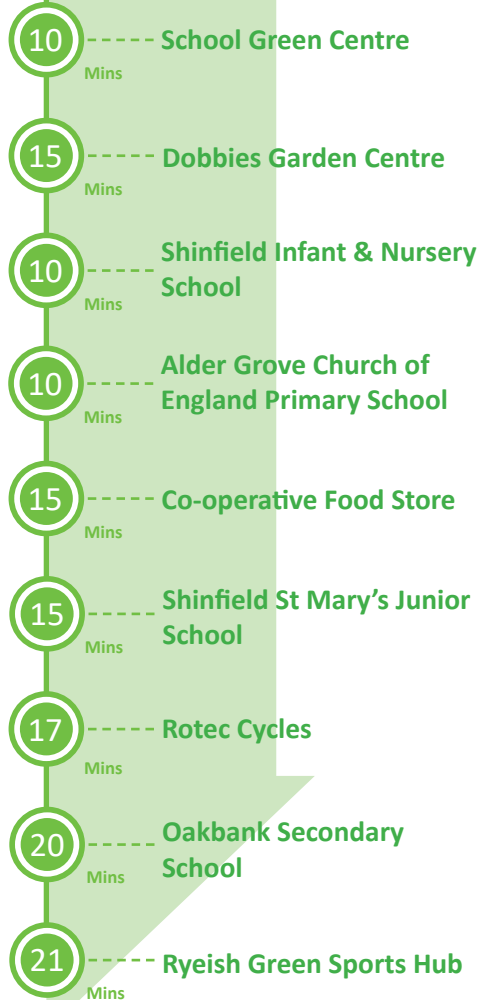 10
School Green Centre
Mins
15
Dobbies Garden Centre
Mins
10
Shinfield Infant & Nursery
School
Mins
10
Alder Grove Church of
England Primary School
Mins
15
Co-operative Food Store
Mins
15
Shinfield St Mary’s Junior
School
Mins
17
Rotec Cycles
Mins
20
Oakbank Secondary
School
Mins
21
Ryeish Green Sports Hub
Mins